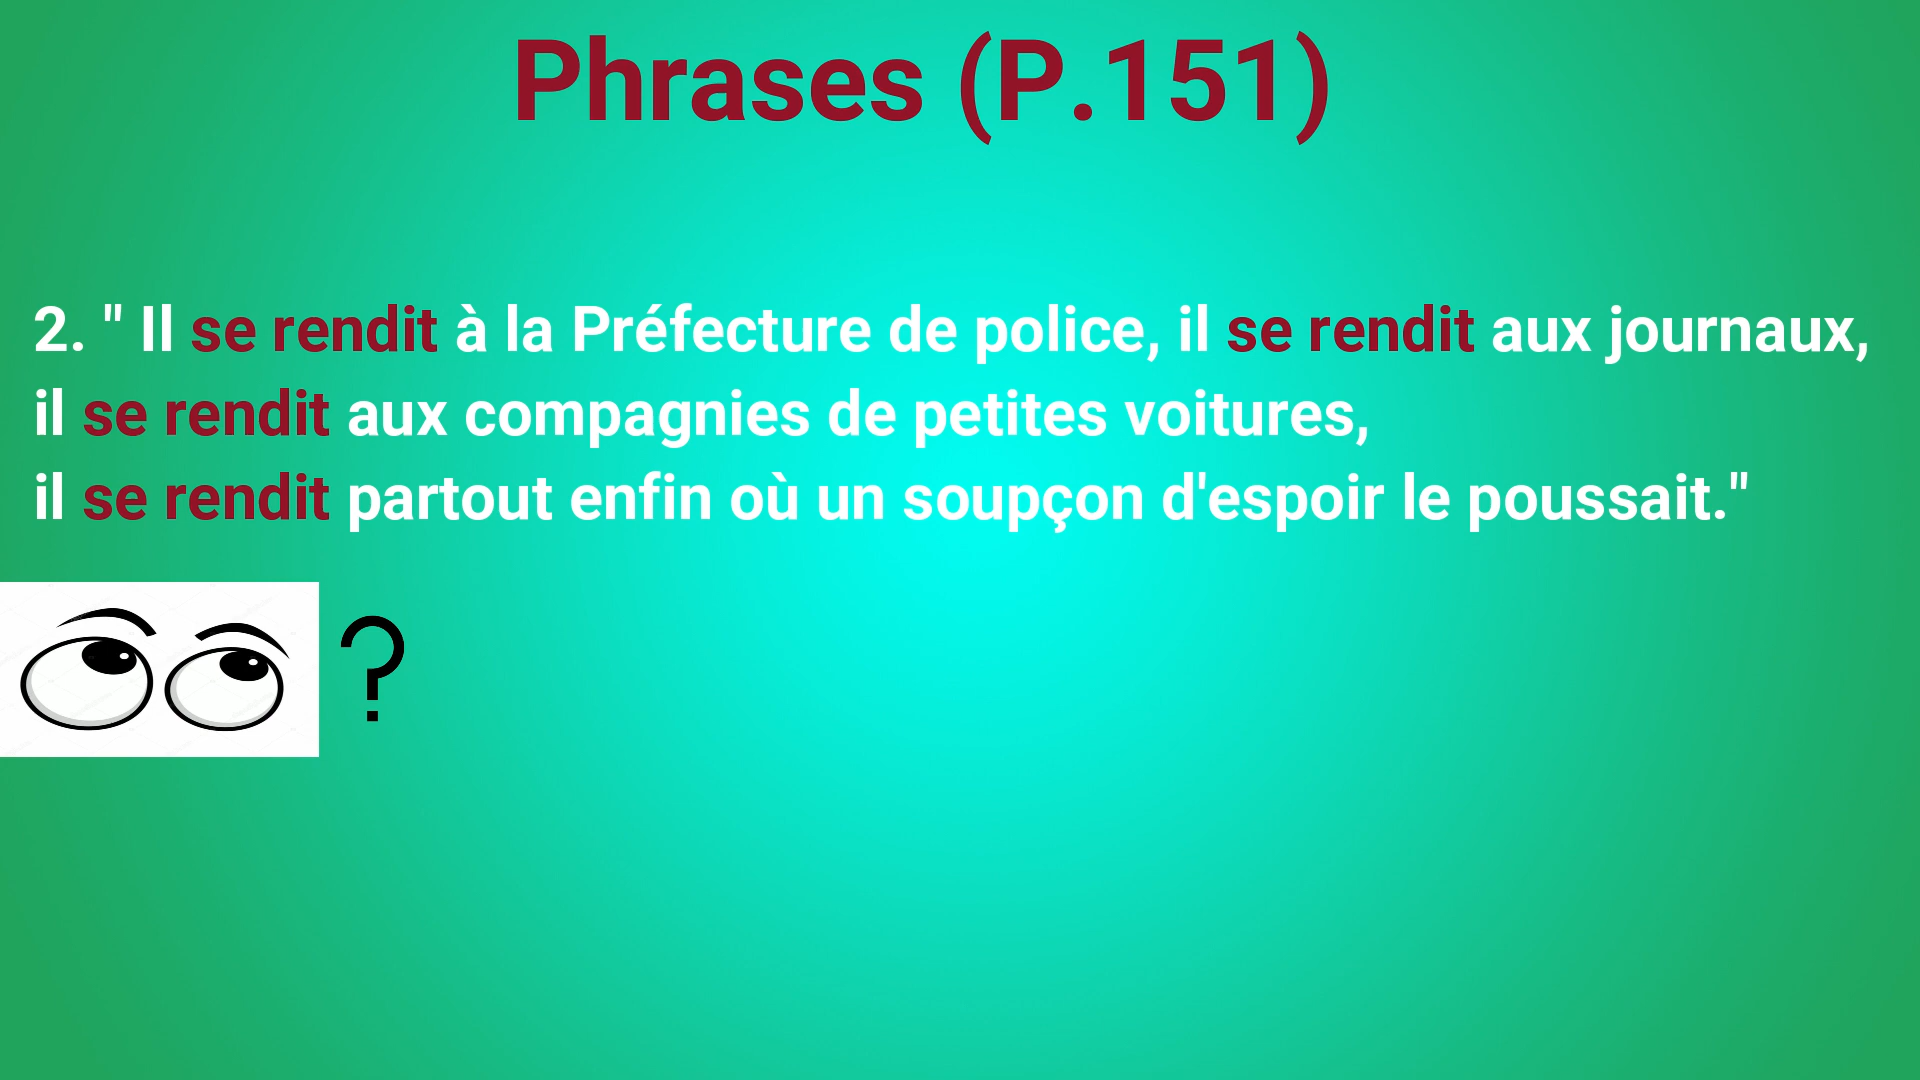 Phrases (P.151)
2. " Il se rendit à la Préfecture de police, il se rendit aux journaux,
il se rendit aux compagnies de petites voitures,
il se rendit partout enfin où un soupçon d'espoir le poussait."
?